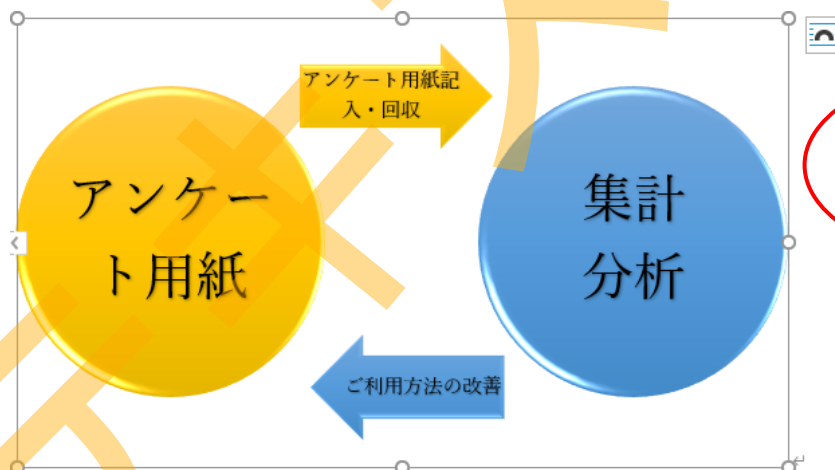 アンケート用紙記
入・回収
アンケー
ト用紙
集計
分析
ご利用方法の改善